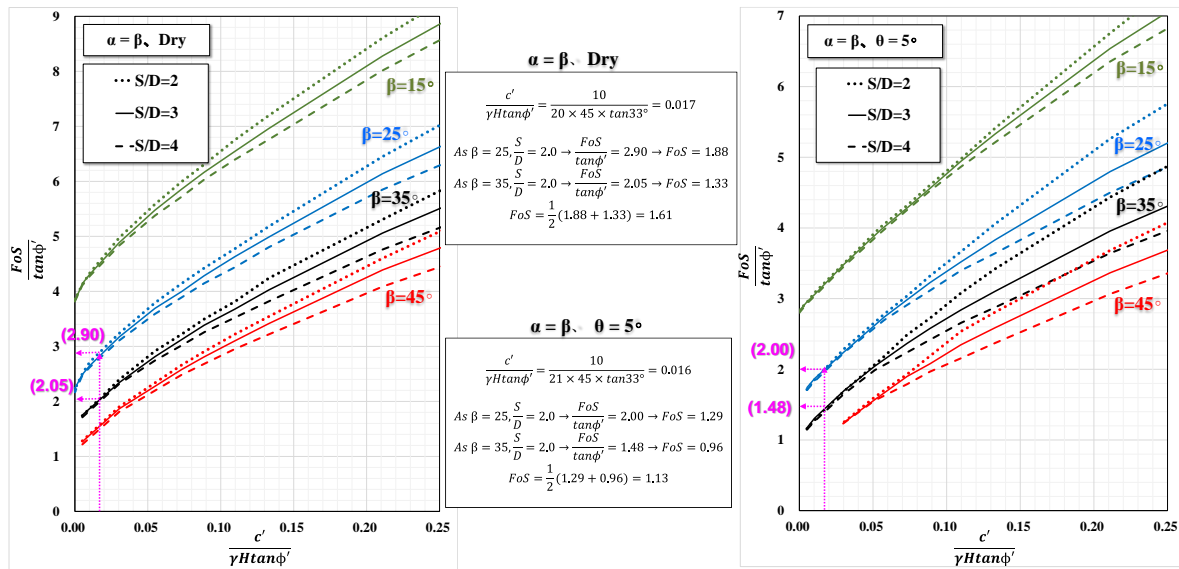 α = β、Dry
S/D=2
S/D=3
S/D=4
β=15°
β=25°
β=35°
β=45°
9
8
7
6
5
4
3
2
1
0
FoS
tanϕ′
(2.90)
(2.05)
0.00 0.05 0.10 0.15 0.20 0.25
c′
γHtanϕ′
α = β、Dry
c′ / γHtanϕ′ = 10 / 20 × 45 × tan33° = 0.017
As β = 25, S/D = 2.0 → FoS/tanϕ′ = 2.90 → FoS = 1.88
As β = 35, S/D = 2.0 → FoS/tanϕ′ = 2.05 → FoS = 1.33
FoS = 1/2 (1.88 + 1.33) = 1.61
α = β、 θ = 5°
c′ / γHtanϕ′ = 10 / 21 × 45 × tan33° = 0.016
As β = 25, S/D = 2.0 → FoS/tanϕ′ = 2.00 → FoS = 1.29
As β = 35, S/D = 2.0 → FoS/tanϕ′ = 1.48 → FoS = 0.96
FoS = 1/2 (1.29 + 0.96) = 1.13
α = β、θ = 5°
S/D=2
S/D=3
S/D=4
β=15°
β=25°
β=35°
β=45°
7
6
5
4
3
2
1
0
FoS
tanϕ′
(2.00)
(1.48)
0.00 0.05 0.10 0.15 0.20 0.25
c′
γHtanϕ′